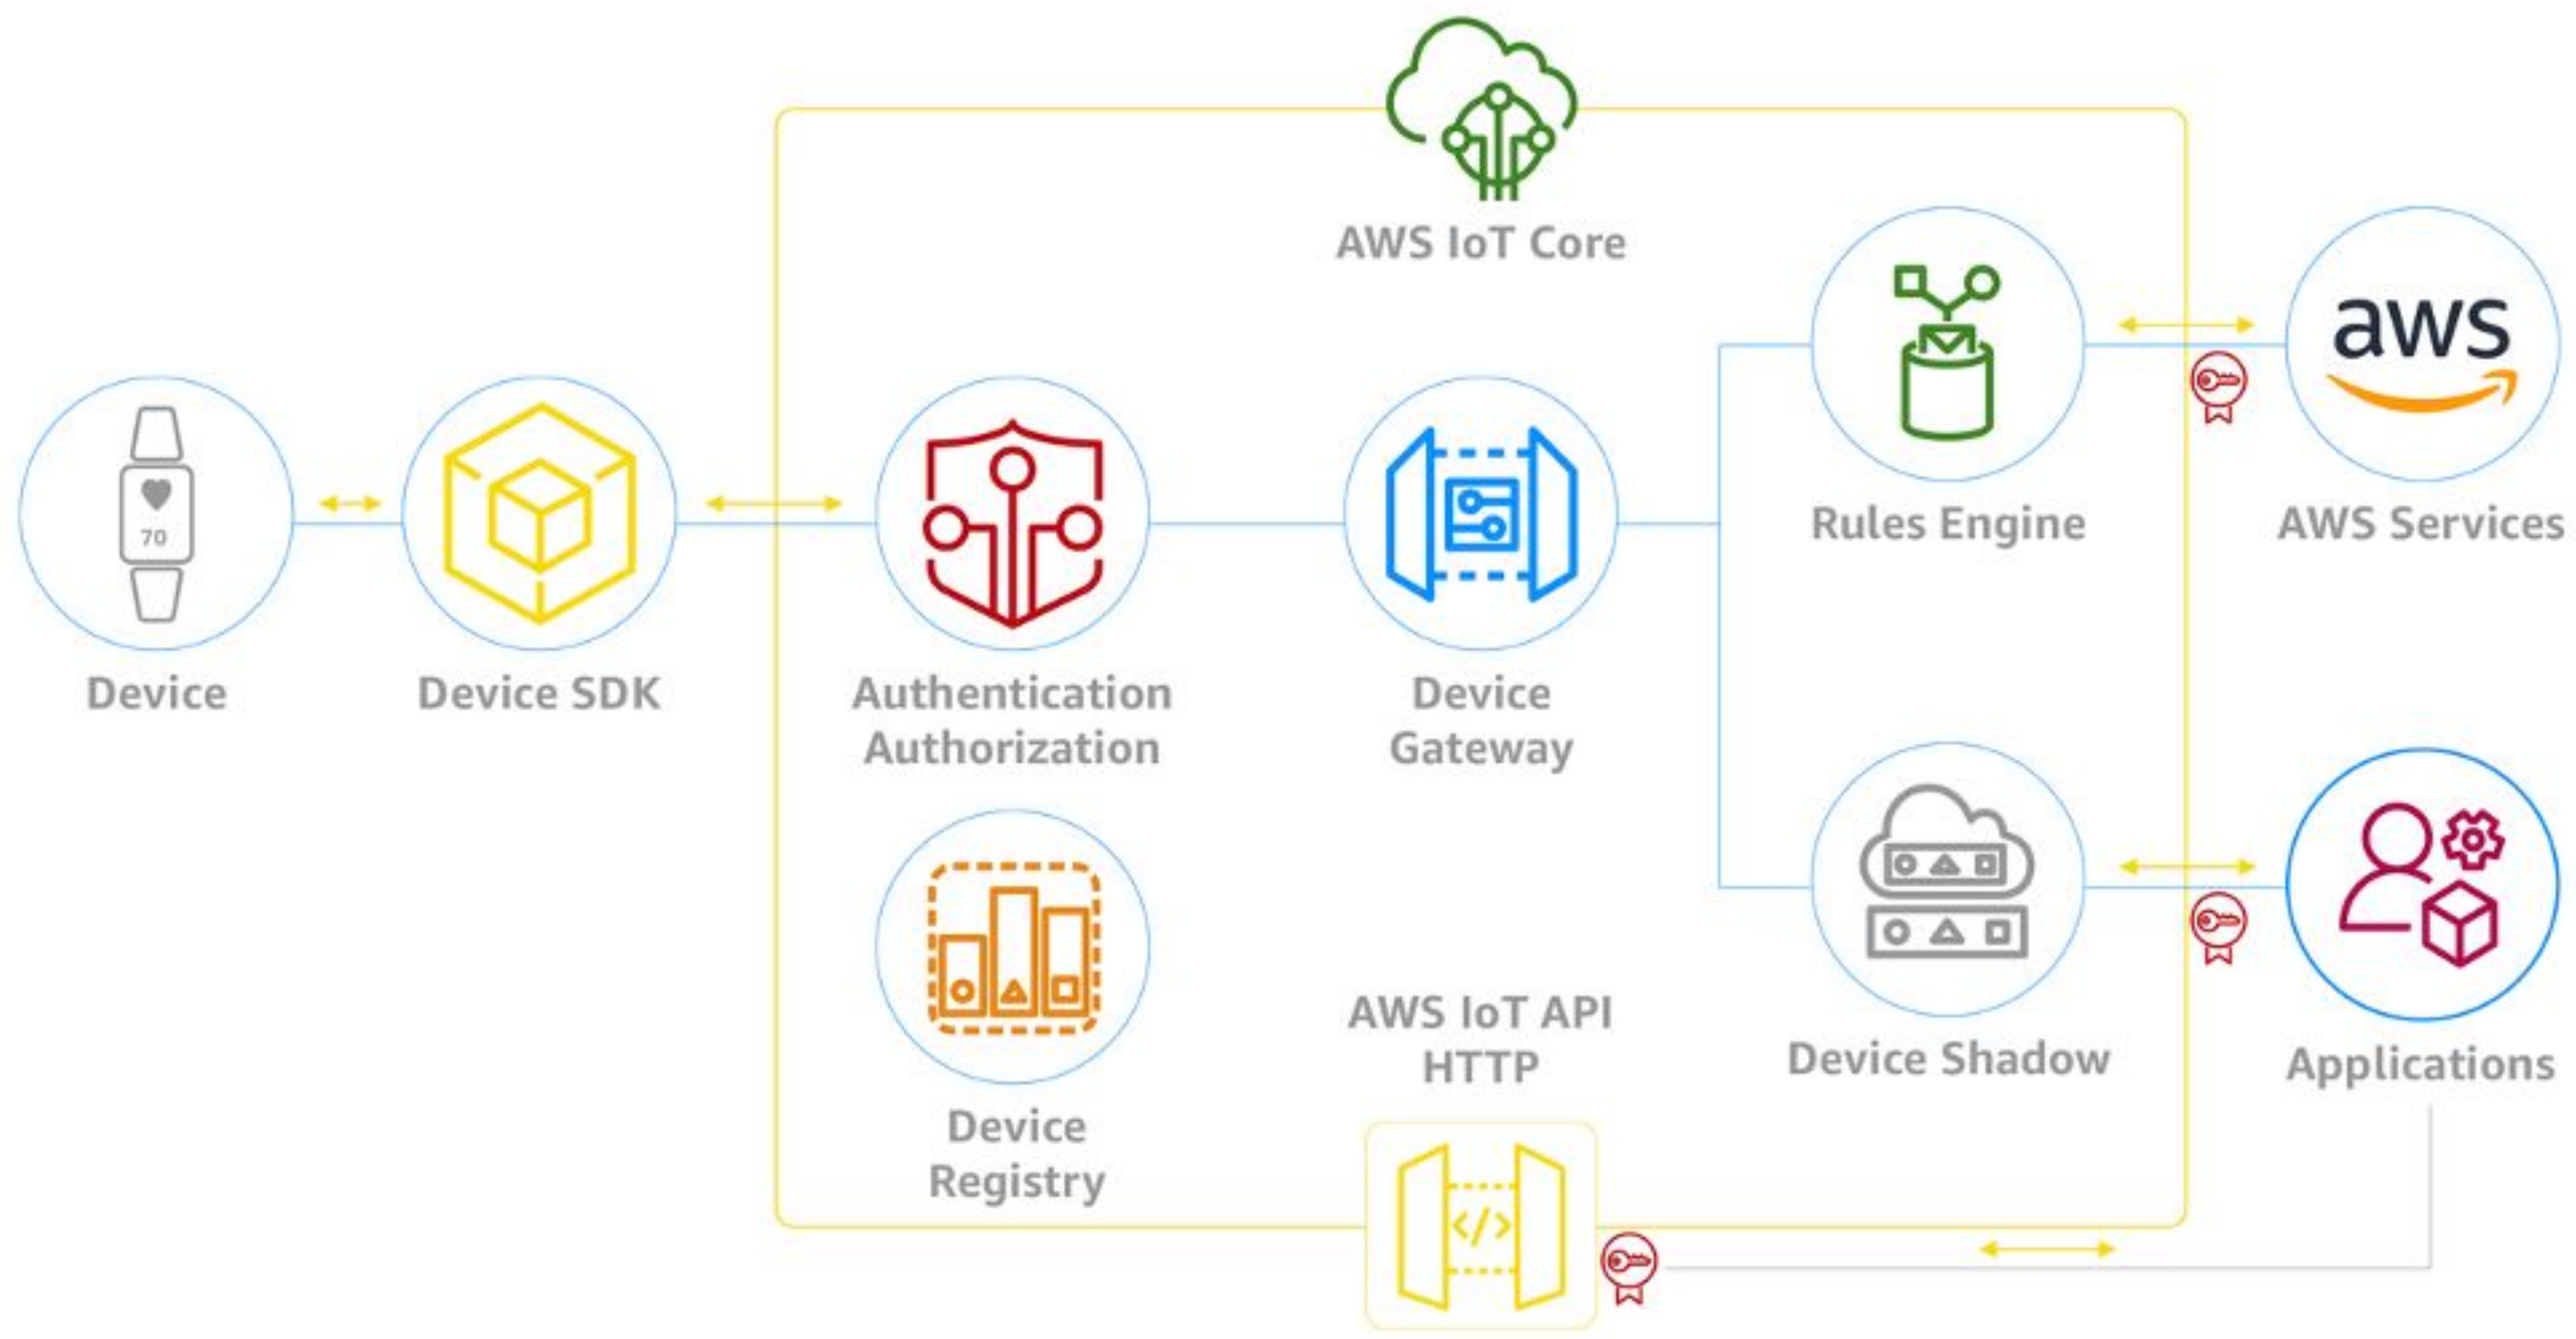 AWS IoT Core
aws
Rules Engine
AWS Services
70
Device
Device SDK
Authentication
Authorization
Device
Gateway
Device
Registry
AWS IoT API
HTTP
</>
Device Shadow
Applications